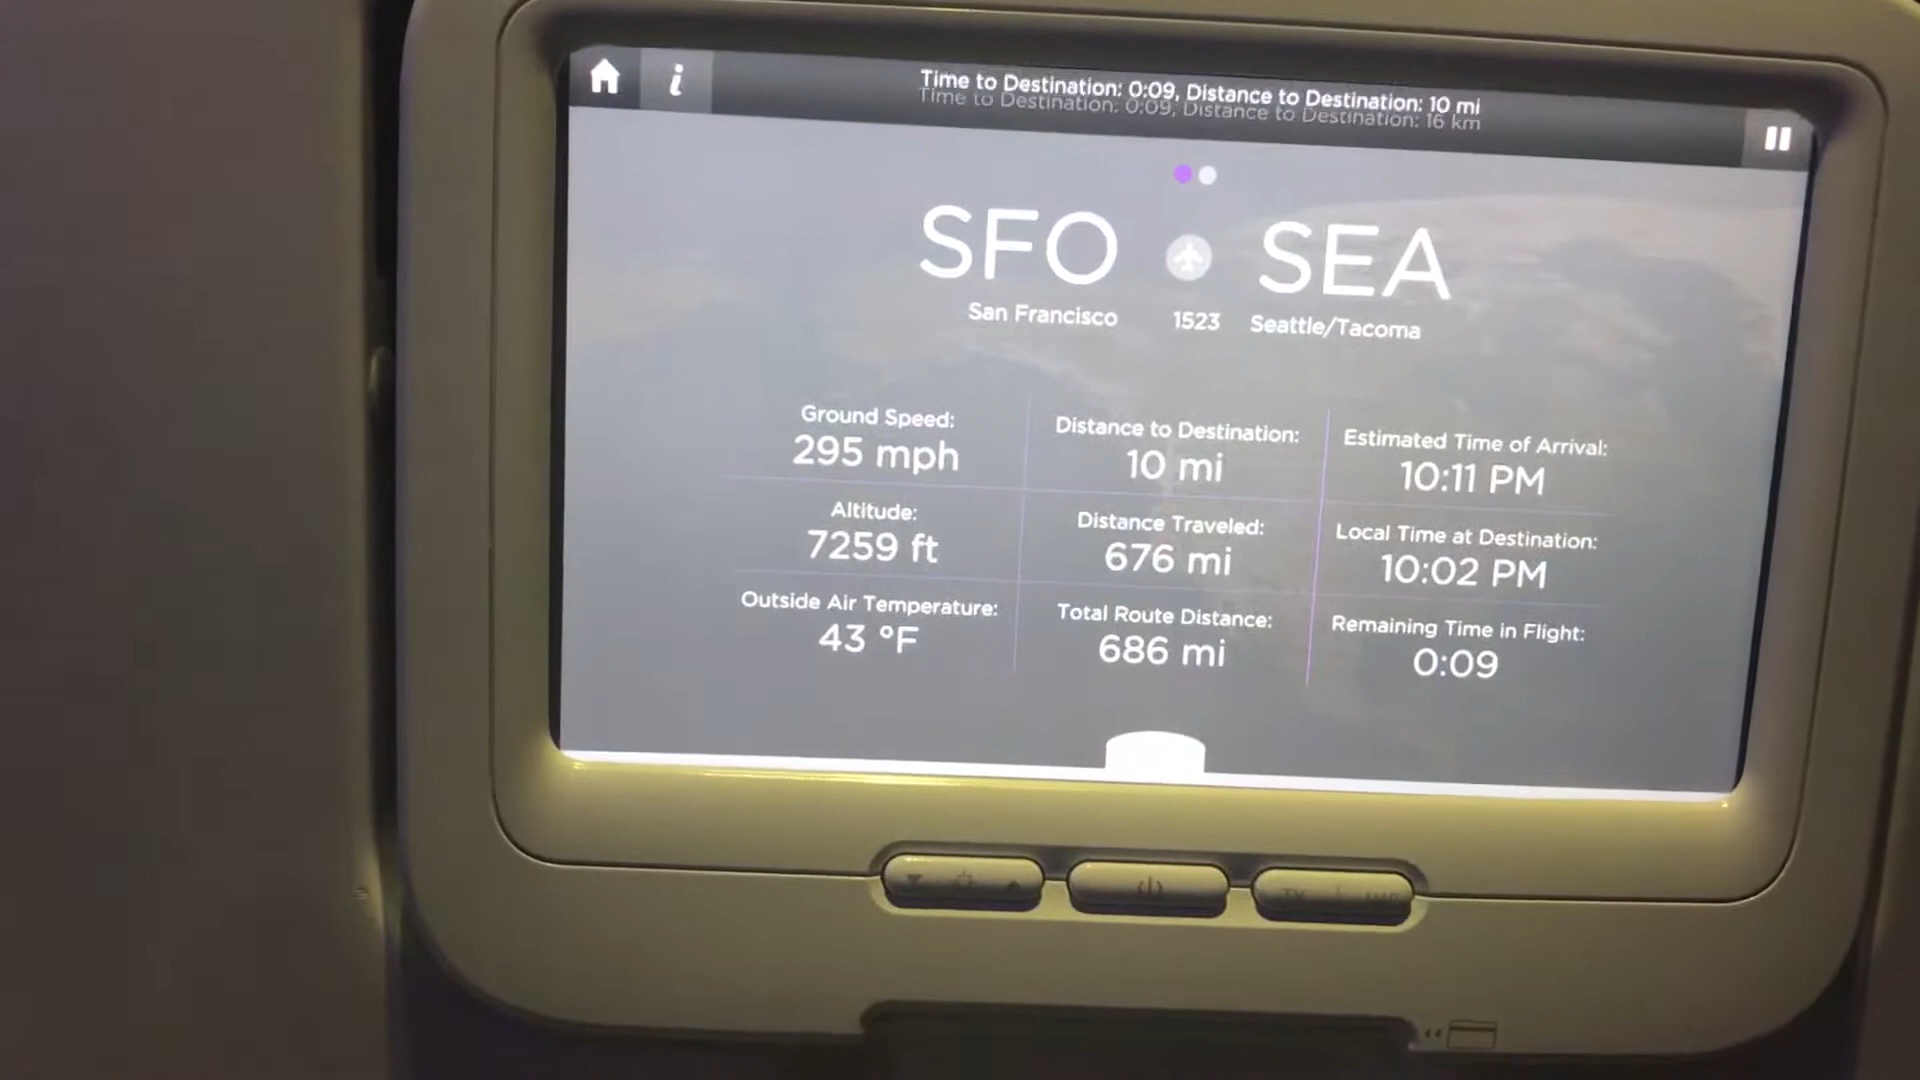 i
Time to Destination: 0:09, Distance to Destination: 10 mi
Time to Destination: 0:09, Distance to Destination: 16 km
SFO SEA
San Francisco 1523 Seattle/Tacoma
Ground Speed: Distance to Destination: Estimated Time of Arrival:
295 mph 10 mi 10:11 PM
Altitude: Distance Traveled: Local Time at Destination:
7259 ft 676 mi 10:02 PM
Outside Air Temperature: Total Route Distance: Remaining Time in Flight:
43 °F 686 mi 0:09
TV